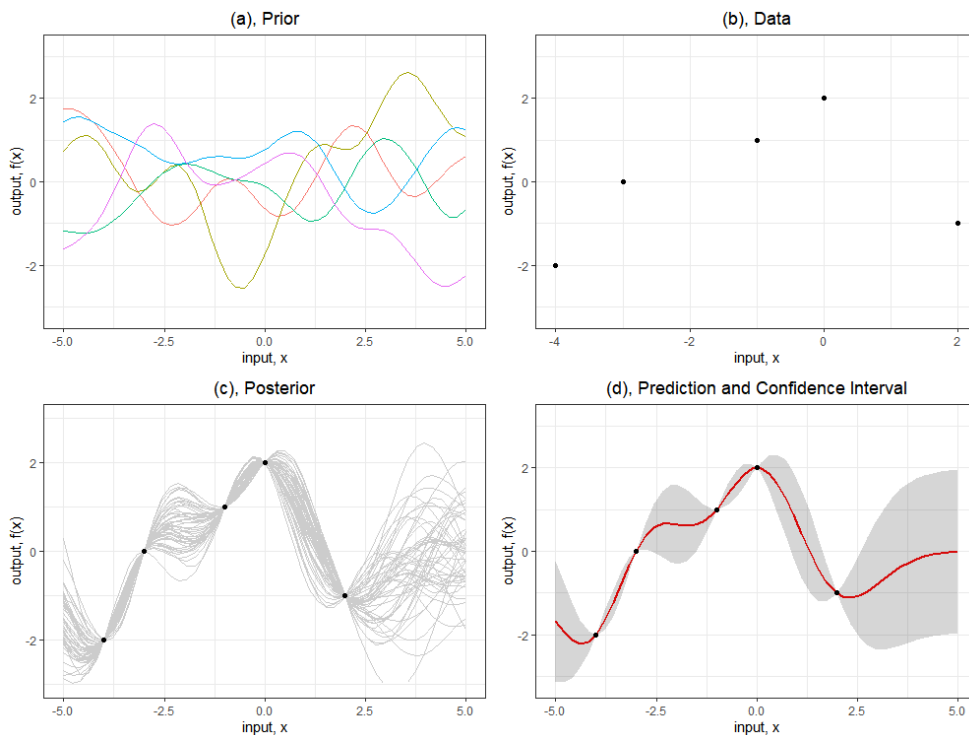 (a), Prior
output, f(x)
2
0
-2
-5.0 -2.5 0.0 2.5 5.0
input, x
(b), Data
output, f(x)
2
0
-2
-4 -2 0 2
input, x
(c), Posterior
output, f(x)
2
0
-2
-5.0 -2.5 0.0 2.5 5.0
input, x
(d), Prediction and Confidence Interval
output, f(x)
2
0
-2
-5.0 -2.5 0.0 2.5 5.0
input, x